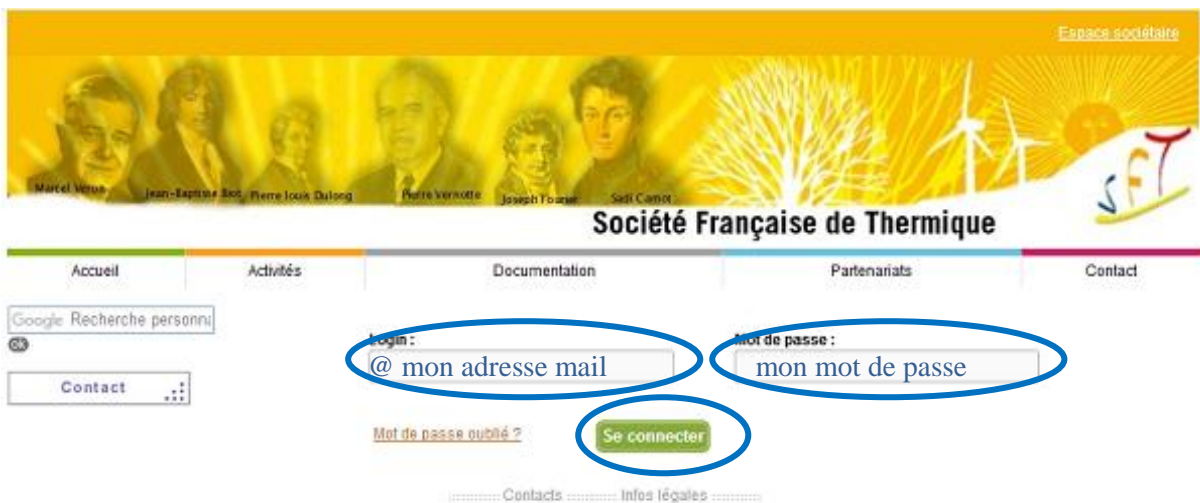 Espace sociétaire
Marcel Veron
Jean-Baptiste Biot
Pierre louis Dulong
Pierre Vernotte
Joseph Fourier
Sadi Carnot
SFT
Société Française de Thermique
Accueil Activités Documentation Partenariats Contact
Google Recherche personna
Ok
Login : Mot de passe :
@ mon adresse mail mon mot de passe
Contact
Mot de passe oublié ? Se connecter
Contacts Infos légales